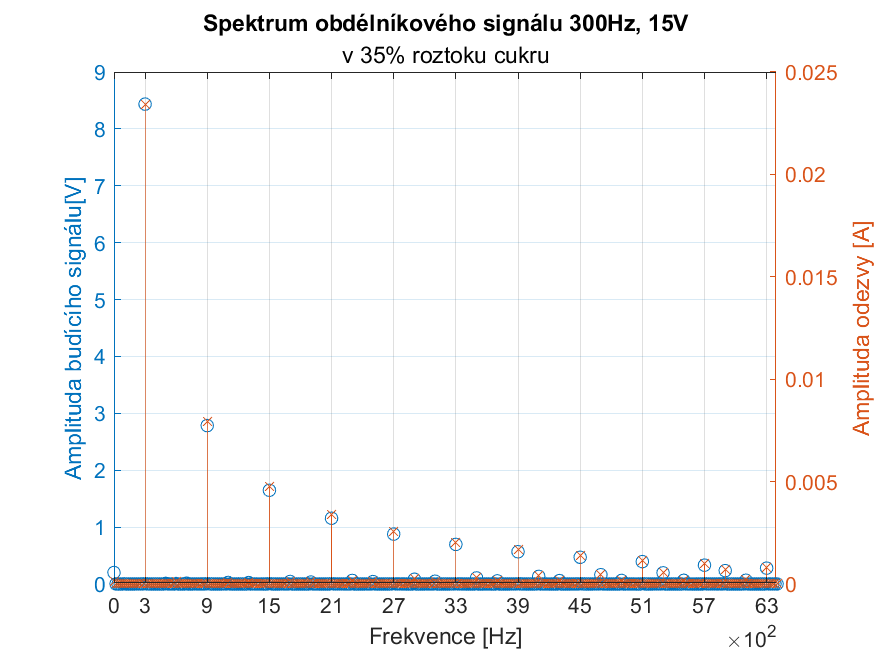 Spektrum obdélníkového signálu 300Hz, 15V
v 35% roztoku cukru
Amplituda budícího signálu[V]
9
8
7
6
5
4
3
2
1
0
0.025
0.02
0.015
0.01
0.005
0
Amplituda odezvy [A]
0 3 9 15 21 27 33 39 45 51 57 63
Frekvence [Hz]
×10²